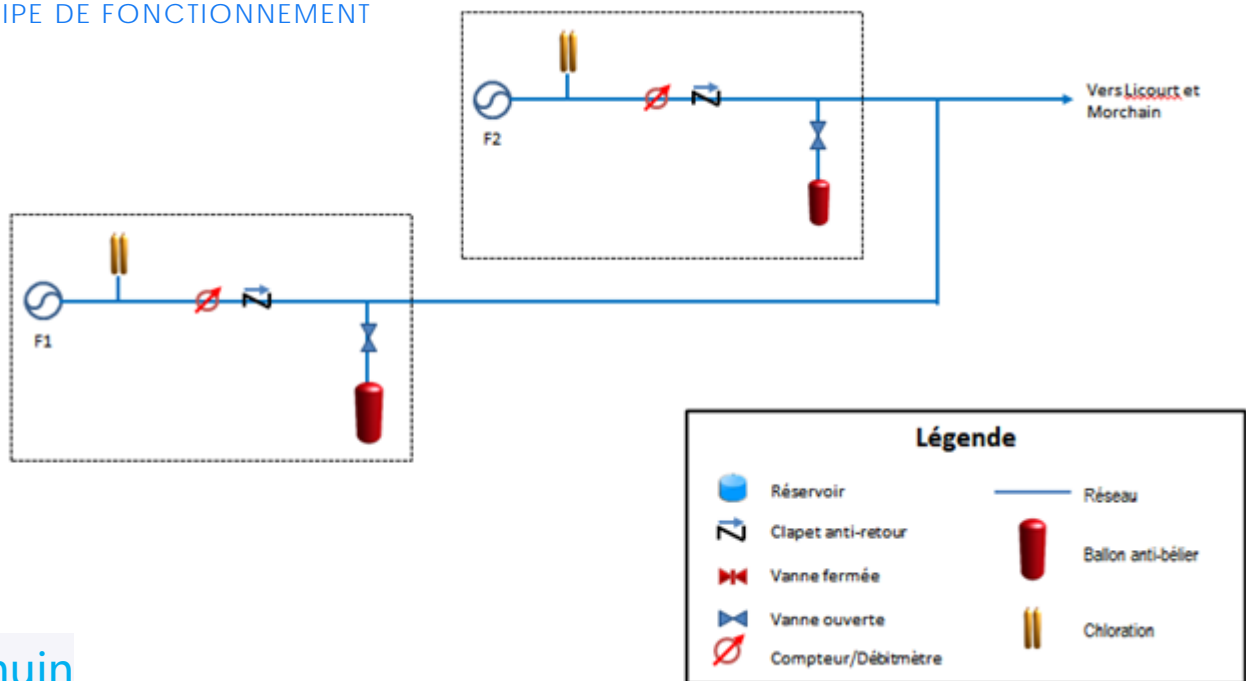 IPE DE FONCTIONNEMENT
F2
Vers Licourt et
Morchain
F1
Légende
Réservoir
Réseau
Clapet anti-retour
Ballon anti-bélier
Vanne fermée
Vanne ouverte
Chloration
Compteur/Débitmètre
nuin